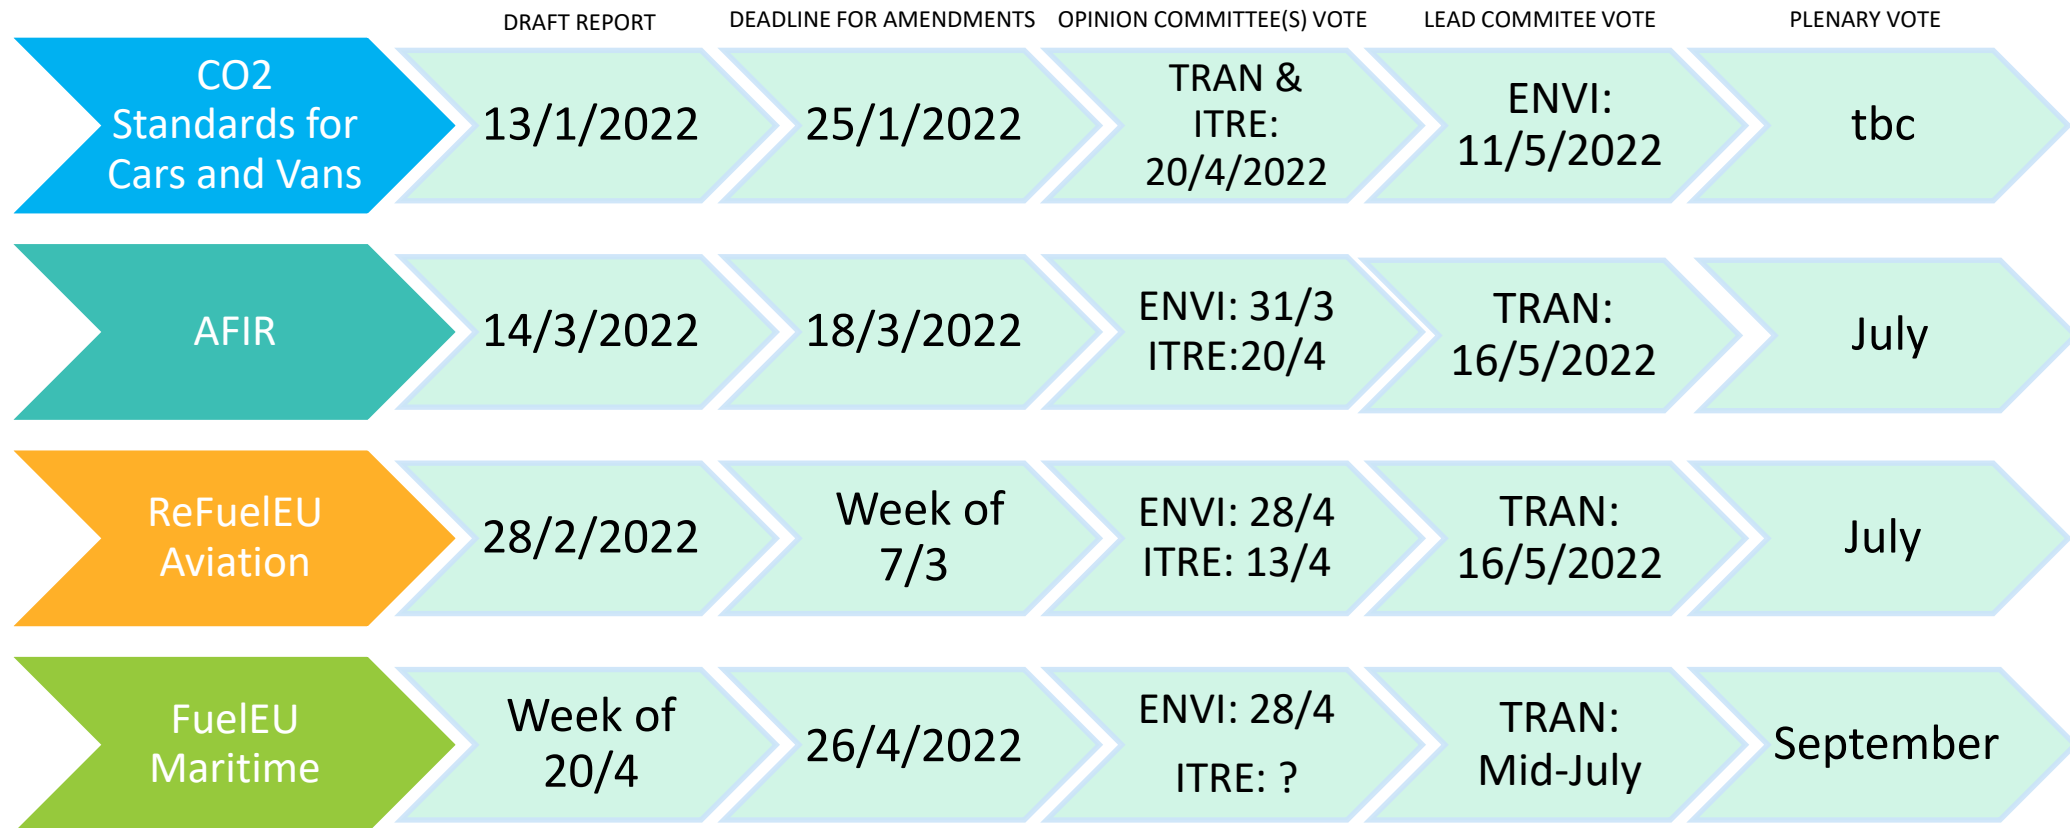 DRAFT REPORT
DEADLINE FOR AMENDMENTS
OPINION COMMITTEE(S) VOTE
LEAD COMMITEE VOTE
PLENARY VOTE
CO2
Standards for
Cars and Vans
13/1/2022
25/1/2022
TRAN &
ITRE:
20/4/2022
ENVI:
11/5/2022
tbc
AFIR
14/3/2022
18/3/2022
ENVI: 31/3
ITRE:20/4
TRAN:
16/5/2022
July
ReFuelEU
Aviation
28/2/2022
Week of
7/3
ENVI: 28/4
ITRE: 13/4
TRAN:
16/5/2022
July
FuelEU
Maritime
Week of
20/4
26/4/2022
ENVI: 28/4
ITRE: ?
TRAN:
Mid-July
September